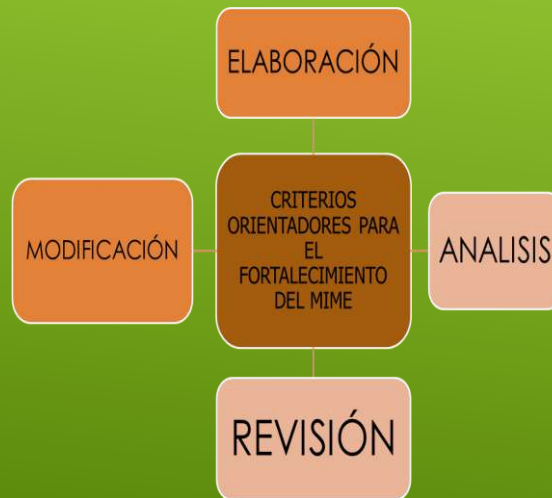 ELABORACIÓN
MODIFICACIÓN
CRITERIOS
ORIENTADORES PARA
EL
FORTALECIMIENTO
DEL MIME
ANALISIS
REVISIÓN